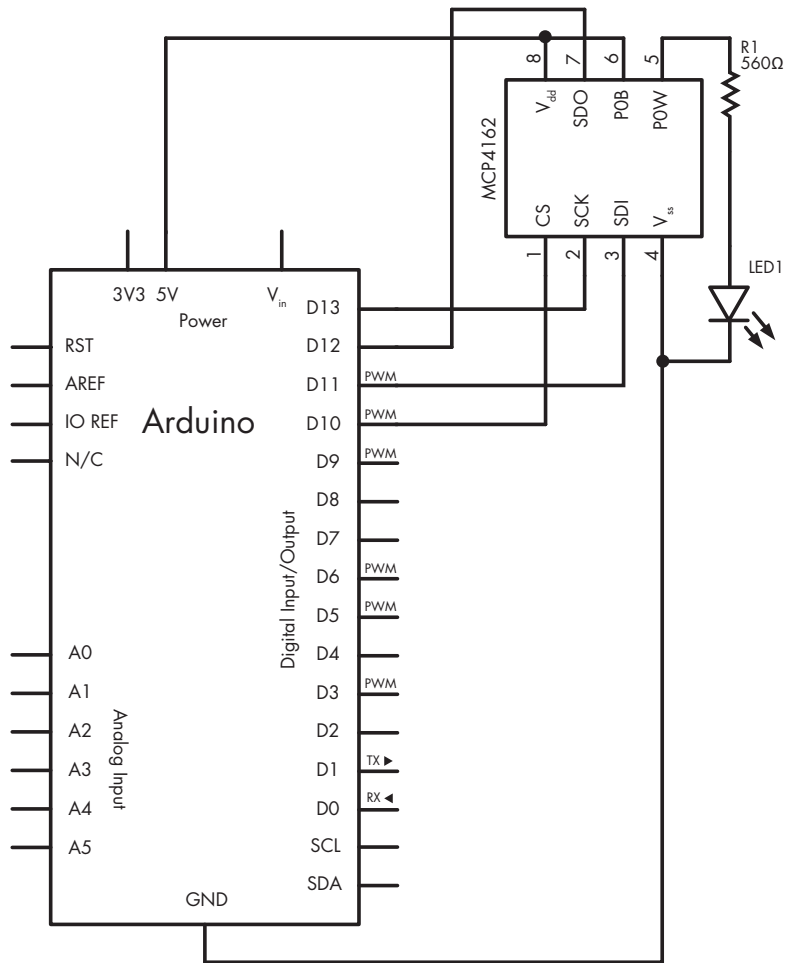 R1
560Ω
8
7
6
5
V_dd
SDO
P0B
P0W
MCP4162
CS
SCK
SDI
V_ss
1
2
3
4
LED1
3V3 5V
V_in
Power
D13
RST
D12
AREF
D11
PWM
IO REF
Arduino
D10
PWM
N/C
D9
PWM
D8
D7
D6
PWM
D5
PWM
Digital Input/Output
A0
D4
A1
D3
PWM
A2
D2
Analog Input
A3
D1
TX ►
A4
D0
RX ◄
A5
SCL
SDA
GND